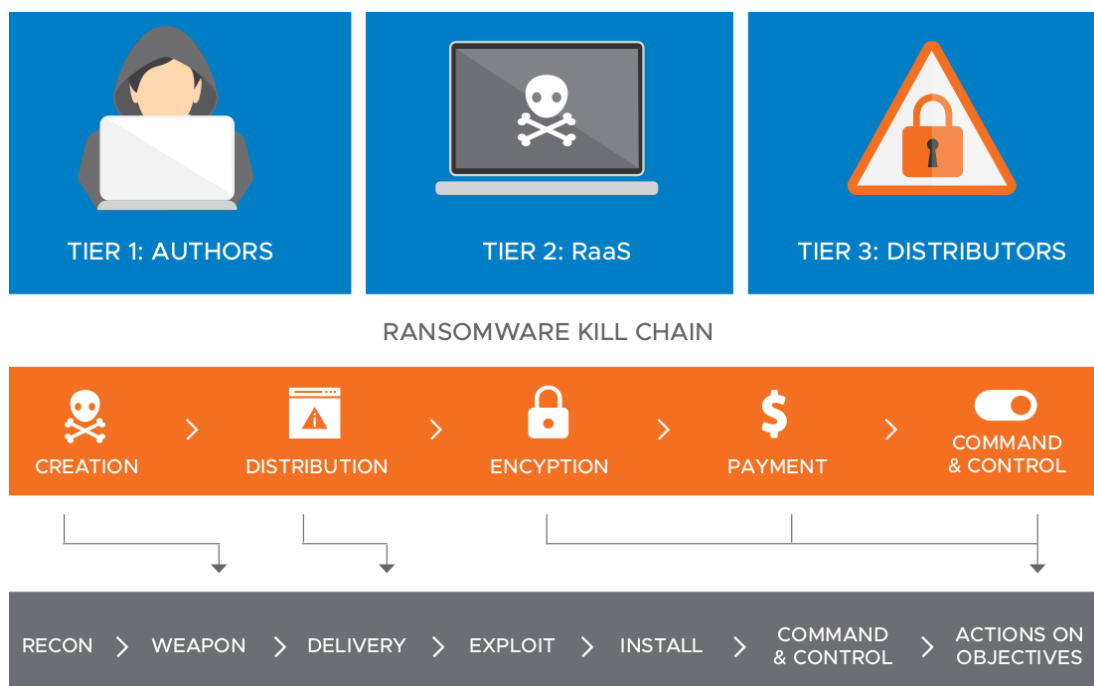 TIER 1: AUTHORS
TIER 2: RaaS
TIER 3: DISTRIBUTORS
RANSOMWARE KILL CHAIN
CREATION
DISTRIBUTION
ENCYPTION
PAYMENT
COMMAND
& CONTROL
RECON
WEAPON
DELIVERY
EXPLOIT
INSTALL
COMMAND
& CONTROL
ACTIONS ON
OBJECTIVES